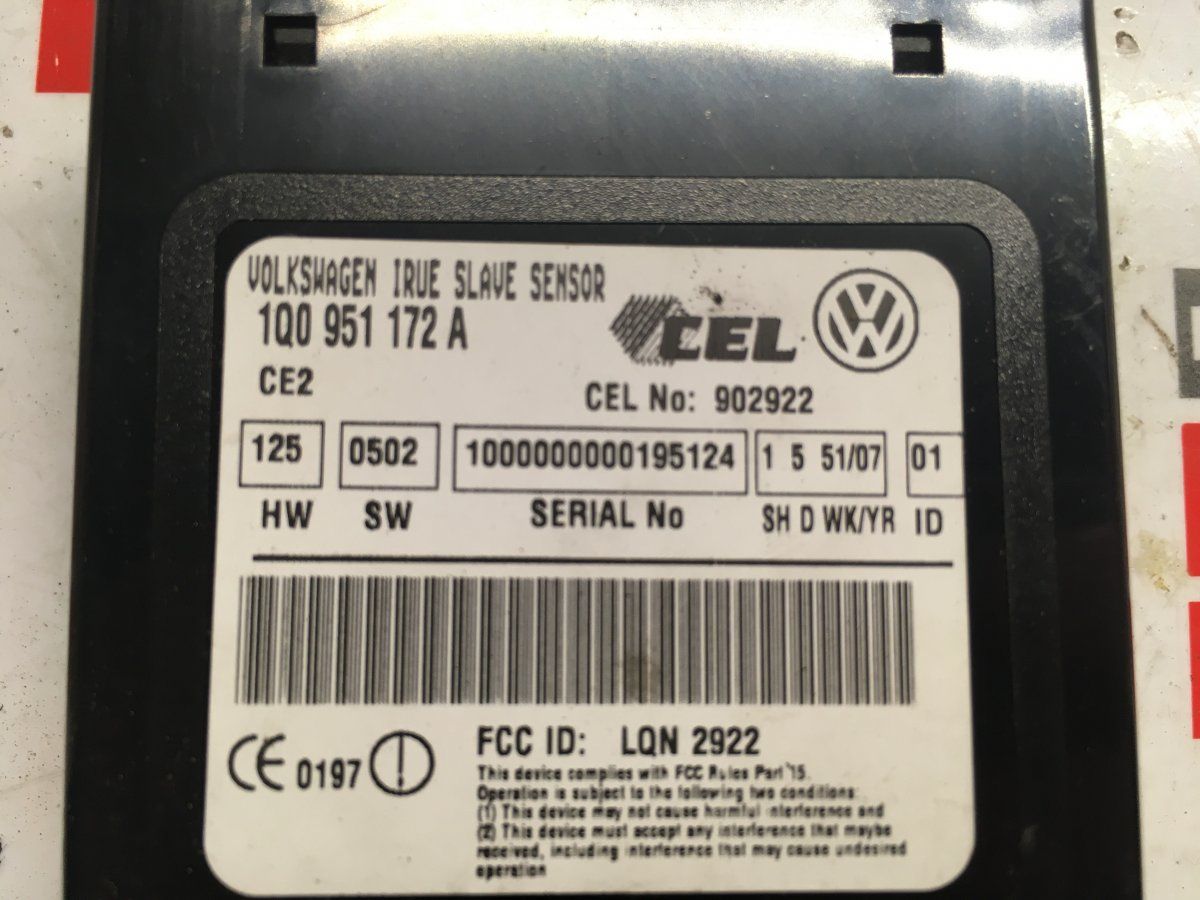 VOLKSWAGEN IRUE SLAVE SENSOR
1Q0 951 172 A
CEL
VW
CE2
CEL No: 902922
125 0502 1000000000195124 1 5 51/07 01
HW SW SERIAL No SH D WK/YR ID
CE 0197
FCC ID: LQN 2922
This device complies with FCC Rules Part 15.
Operation is subject to the following two conditions:
(1) This device may not cause harmful interference and
(2) This device must accept any interference that maybe
received, including interference that may cause undesired
operation